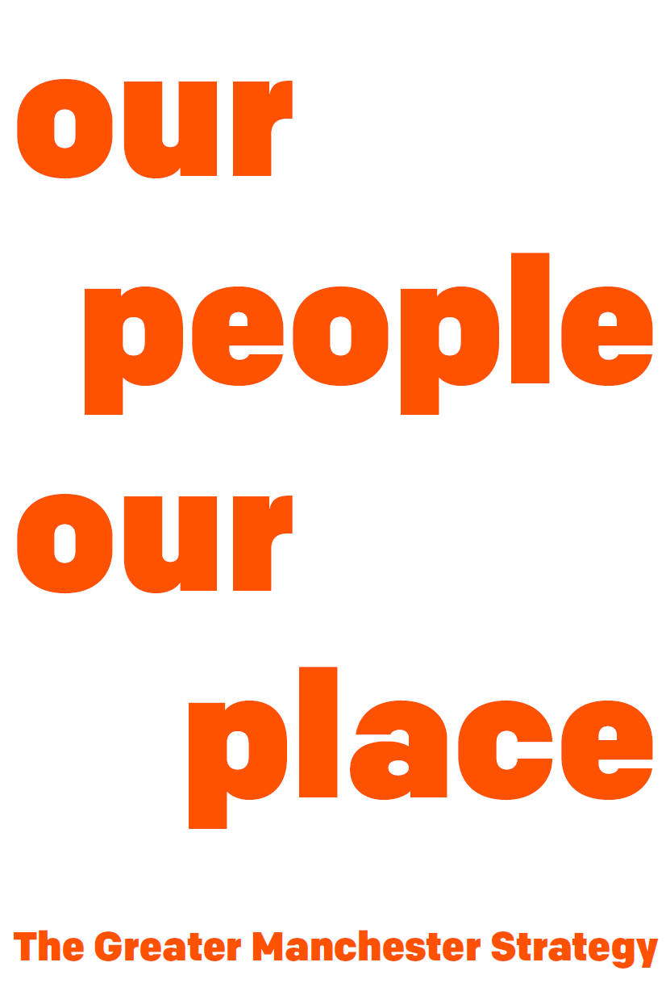 our
people
our
place
The Greater Manchester Strategy